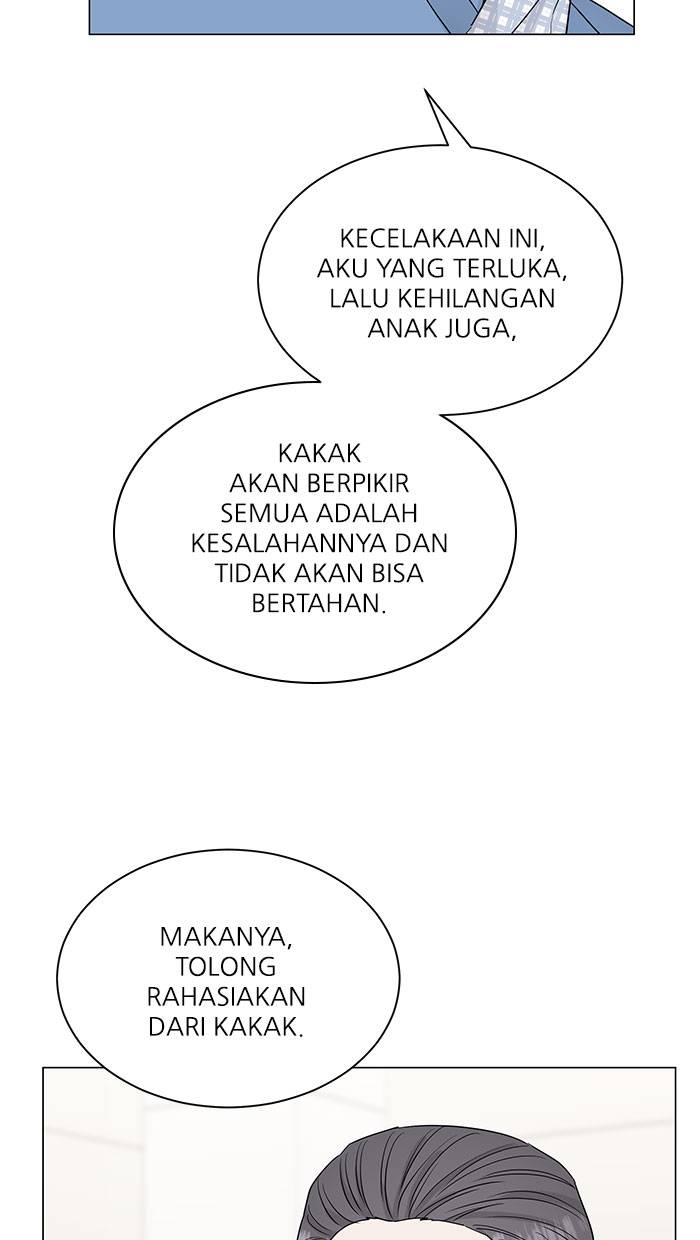 KECELAKAAN INI,
AKU YANG TERLUKA,
LALU KEHILANGAN
ANAK JUGA,
KAKAK
AKAN BERPIKIR
SEMUA ADALAH
KESALAHANNYA DAN
TIDAK AKAN BISA
BERTAHAN.
MAKANYA,
TOLONG
RAHASIAKAN
DARI KAKAK.